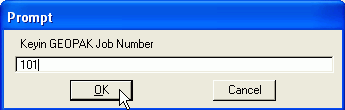 Prompt
Keyin GEOPAK Job Number
101
OK Cancel